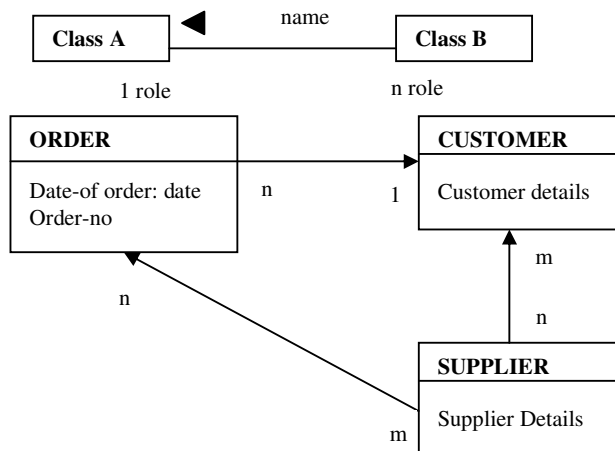 name
Class A
Class B
1 role
n role
ORDER
Date-of order: date
Order-no
n
1
CUSTOMER
Customer details
m
n
n
m
SUPPLIER
Supplier Details